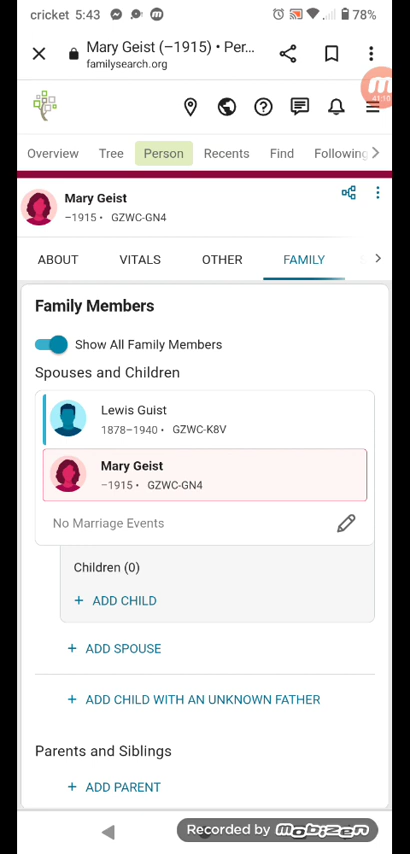 cricket 5:43 78%
Mary Geist (–1915) • Per...
familysearch.org
41:10
Overview Tree Person Recents Find Following
Mary Geist
–1915 • GZWC-GN4
ABOUT VITALS OTHER FAMILY
Family Members
Show All Family Members
Spouses and Children
Lewis Guist
1878–1940 • GZWC-K8V
Mary Geist
–1915 • GZWC-GN4
No Marriage Events
Children (0)
+ ADD CHILD
+ ADD SPOUSE
+ ADD CHILD WITH AN UNKNOWN FATHER
Parents and Siblings
+ ADD PARENT
Recorded by mobizen